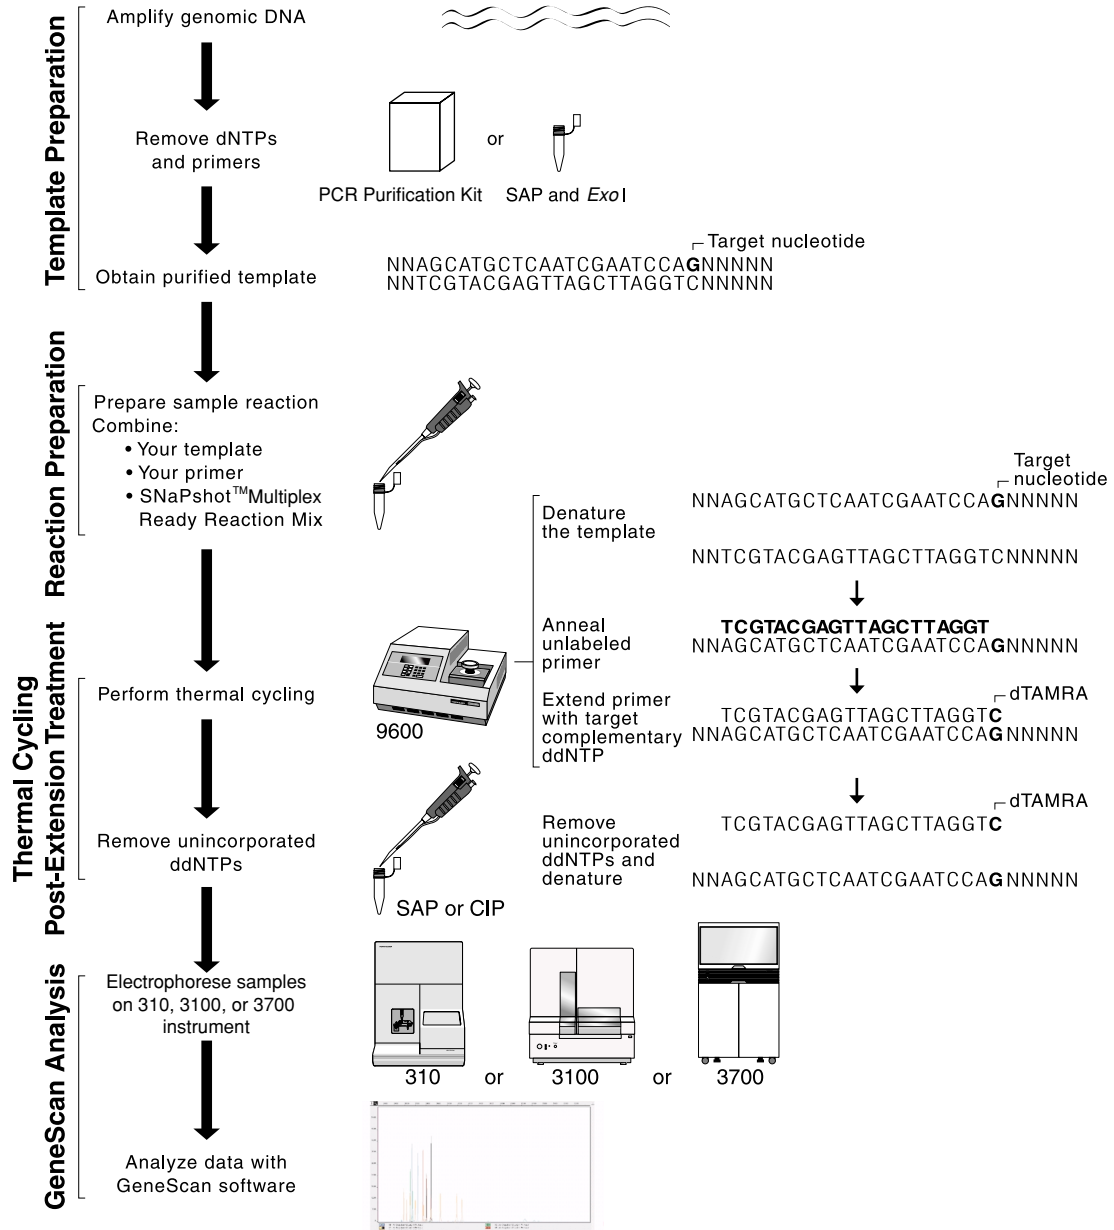 Template Preparation
Amplify genomic DNA
Remove dNTPs
and primers
or
PCR Purification Kit
SAP and Exo I
Target nucleotide
Obtain purified template
NNAGCATGCTCAATCGAATCCAGNNNNN
NNTCGTACGAGTTAGCTTAGGTCNNNNN
Reaction Preparation
Prepare sample reaction
Combine:
• Your template
• Your primer
• SNaPshot™Multiplex
Ready Reaction Mix
Thermal Cycling
Post-Extension Treatment
Perform thermal cycling
9600
Denature
the template
Target
nucleotide
NNAGCATGCTCAATCGAATCCAGNNNNN
NNTCGTACGAGTTAGCTTAGGTCNNNNN
Anneal
unlabeled
primer
TCGTACGAGTTAGCTTAGGT
NNAGCATGCTCAATCGAATCCAGNNNNN
Extend primer
with target
complementary
ddNTP
dTAMRA
TCGTACGAGTTAGCTTAGGTC
NNAGCATGCTCAATCGAATCCAGNNNNN
Remove unincorporated
ddNTPs
SAP or CIP
Remove
unincorporated
ddNTPs and
denature
dTAMRA
TCGTACGAGTTAGCTTAGGTC
NNAGCATGCTCAATCGAATCCAGNNNNN
GeneScan Analysis
Electrophorese samples
on 310, 3100, or 3700
instrument
310 or 3100 or 3700
Analyze data with
GeneScan software